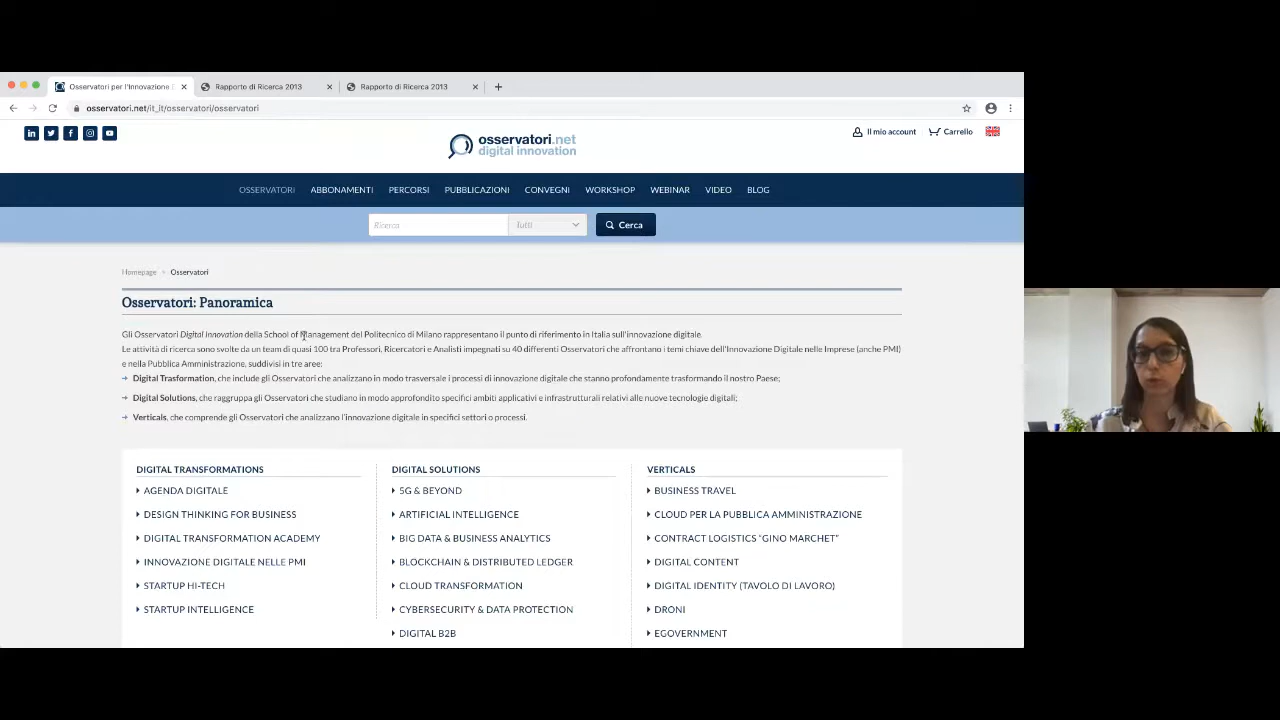 Osservatori per l'Innovazione D
Rapporto di Ricerca 2013
Rapporto di Ricerca 2013
osservatori.net/it_it/osservatori/osservatori
osservatori.net
digital innovation
Il mio account
Carrello
OSSERVATORI ABBONAMENTI PERCORSI PUBBLICAZIONI CONVEGNI WORKSHOP WEBINAR VIDEO BLOG
Ricerca
Tutti
Cerca
Homepage > Osservatori
Osservatori: Panoramica
Gli Osservatori Digital Innovation della School of Management del Politecnico di Milano rappresentano il punto di riferimento in Italia sull'innovazione digitale.
Le attività di ricerca sono svolte da un team di quasi 100 tra Professori, Ricercatori e Analisti impegnati su 40 differenti Osservatori che affrontano i temi chiave dell'Innovazione Digitale nelle Imprese (anche PMI)
e nella Pubblica Amministrazione, suddivisi in tre aree:
Digital Trasformation, che include gli Osservatori che analizzano in modo trasversale i processi di innovazione digitale che stanno profondamente trasformando il nostro Paese;
Digital Solutions, che raggruppa gli Osservatori che studiano in modo approfondito specifici ambiti applicativi e infrastrutturali relativi alle nuove tecnologie digitali;
Verticals, che comprende gli Osservatori che analizzano l'innovazione digitale in specifici settori o processi.
DIGITAL TRANSFORMATIONS
AGENDA DIGITALE
DESIGN THINKING FOR BUSINESS
DIGITAL TRANSFORMATION ACADEMY
INNOVAZIONE DIGITALE NELLE PMI
STARTUP HI-TECH
STARTUP INTELLIGENCE
DIGITAL SOLUTIONS
5G & BEYOND
ARTIFICIAL INTELLIGENCE
BIG DATA & BUSINESS ANALYTICS
BLOCKCHAIN & DISTRIBUTED LEDGER
CLOUD TRANSFORMATION
CYBERSECURITY & DATA PROTECTION
DIGITAL B2B
VERTICALS
BUSINESS TRAVEL
CLOUD PER LA PUBBLICA AMMINISTRAZIONE
CONTRACT LOGISTICS "GINO MARCHET"
DIGITAL CONTENT
DIGITAL IDENTITY (TAVOLO DI LAVORO)
DRONI
EGOVERNMENT